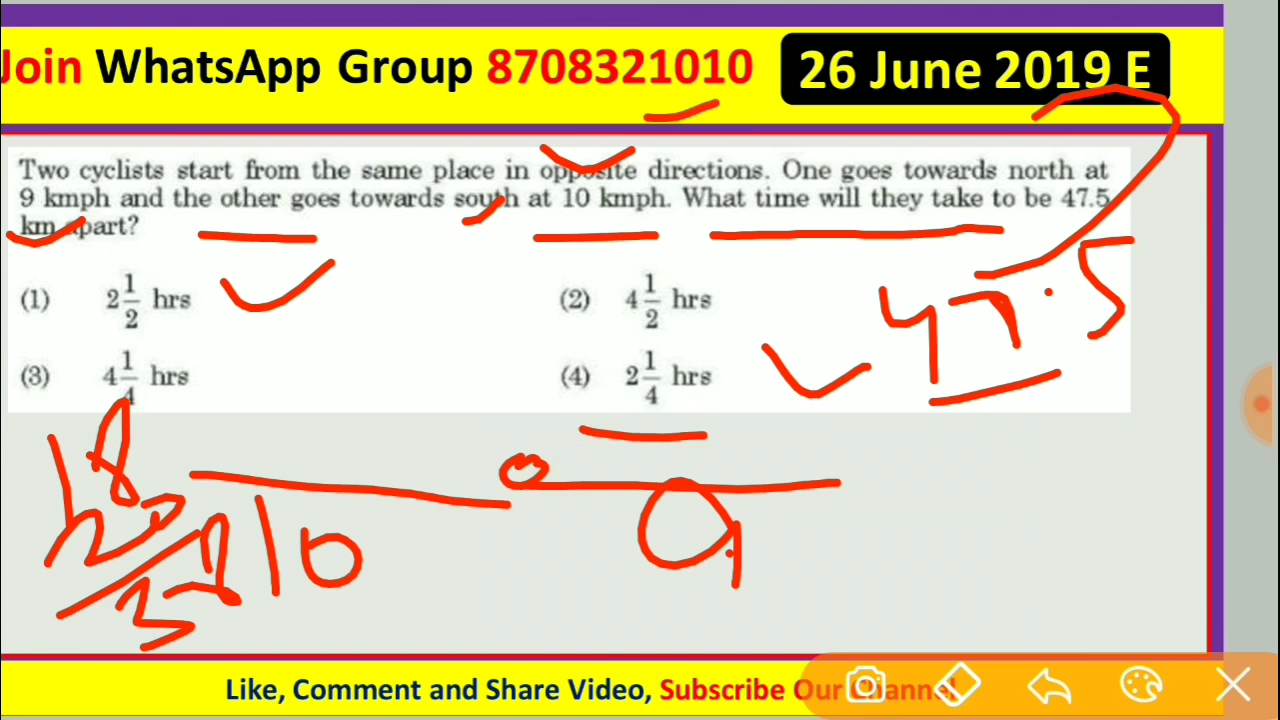 Join WhatsApp Group 8708321010 26 June 2019 E
Two cyclists start from the same place in opposite directions. One goes towards north at
9 kmph and the other goes towards south at 10 kmph. What time will they take to be 47.5
km apart?
(1) 2 1/2 hrs (2) 4 1/2 hrs
47.5
(3) 4 1/4 hrs (4) 2 1/4 hrs
10 9
Like, Comment and Share Video, Subscribe Our Channel